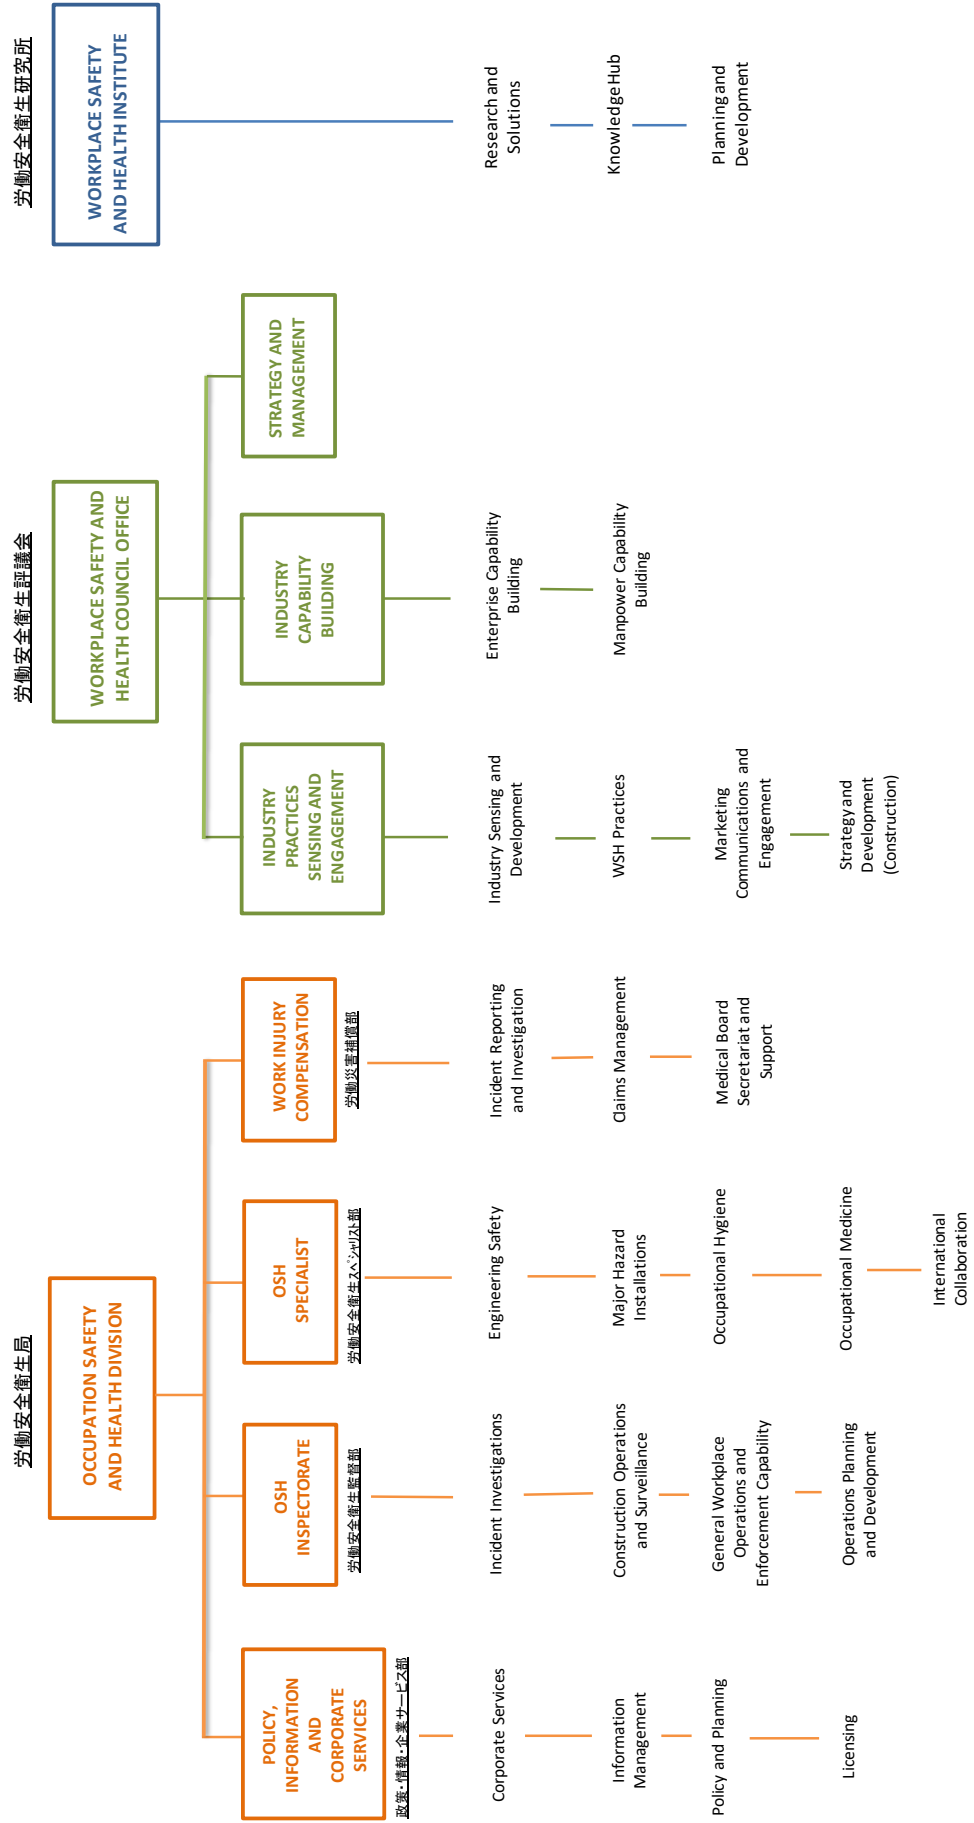 労働安全衛生局
OCCUPATION SAFETY
AND HEALTH DIVISION
POLICY,
INFORMATION
AND
CORPORATE
SERVICES
政策・情報・企業サービス部
Corporate Services
Information
Management
Policy and Planning
Licensing
OSH
INSPECTORATE
労働安全衛生監督部
Incident Investigations
Construction Operations
and Surveillance
General Workplace
Operations and
Enforcement Capability
Operations Planning
and Development
OSH
SPECIALIST
労働安全衛生スペシャリスト部
Engineering Safety
Major Hazard
Installations
Occupational Hygiene
Occupational Medicine
International
Collaboration
WORK INJURY
COMPENSATION
労働災害補償部
Incident Reporting
and Investigation
Claims Management
Medical Board
Secretariat and
Support
労働安全衛生評議会
WORKPLACE SAFETY AND
HEALTH COUNCIL OFFICE
INDUSTRY
PRACTICES
SENSING AND
ENGAGEMENT
Industry Sensing and
Development
WSH Practices
Marketing
Communications and
Engagement
Strategy and
Development
(Construction)
INDUSTRY
CAPABILITY
BUILDING
Enterprise Capability
Building
Manpower Capability
Building
STRATEGY AND
MANAGEMENT
労働安全衛生研究所
WORKPLACE SAFETY
AND HEALTH INSTITUTE
Research and
Solutions
Knowledge Hub
Planning and
Development